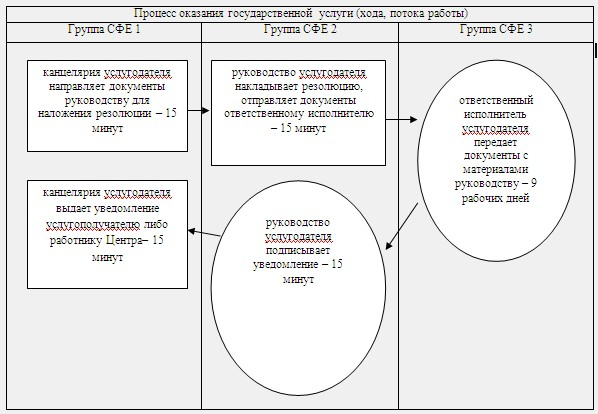 Процесс оказания государственной услуги (хода, потока работы)
Группа СФЕ 1
Группа СФЕ 2
Группа СФЕ 3
канцелярия услугодателя
направляет документы
руководству для
наложения резолюции – 15
минут
руководство услугодателя
накладывает резолюцию,
отправляет документы
ответственному исполнителю
– 15 минут
ответственный
исполнитель
услугодателя
передает
документы с
материалами
руководству – 9
рабочих дней
руководство
услугодателя
подписывает
уведомление – 15
минут
канцелярия услугодателя
выдает уведомление
услугополучателю либо
работнику Центра– 15
минут